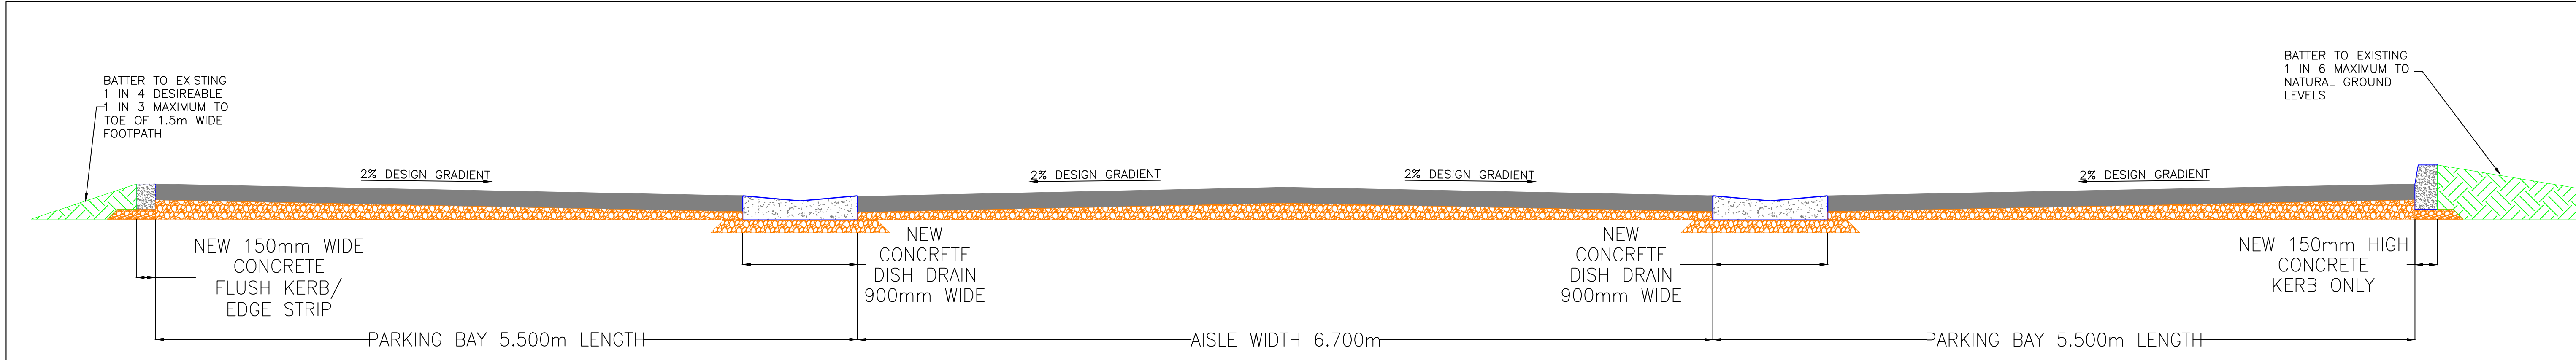 BATTER TO EXISTING
1 IN 4 DESIREABLE
1 IN 3 MAXIMUM TO
TOE OF 1.5m WIDE
FOOTPATH
BATTER TO EXISTING
1 IN 6 MAXIMUM TO
NATURAL GROUND
LEVELS
2% DESIGN GRADIENT
2% DESIGN GRADIENT
2% DESIGN GRADIENT
2% DESIGN GRADIENT
NEW 150mm WIDE
CONCRETE
FLUSH KERB/
EDGE STRIP
NEW
CONCRETE
DISH DRAIN
900mm WIDE
NEW
CONCRETE
DISH DRAIN
900mm WIDE
NEW 150mm HIGH
CONCRETE
KERB ONLY
PARKING BAY 5.500m LENGTH
AISLE WIDTH 6.700m
PARKING BAY 5.500m LENGTH